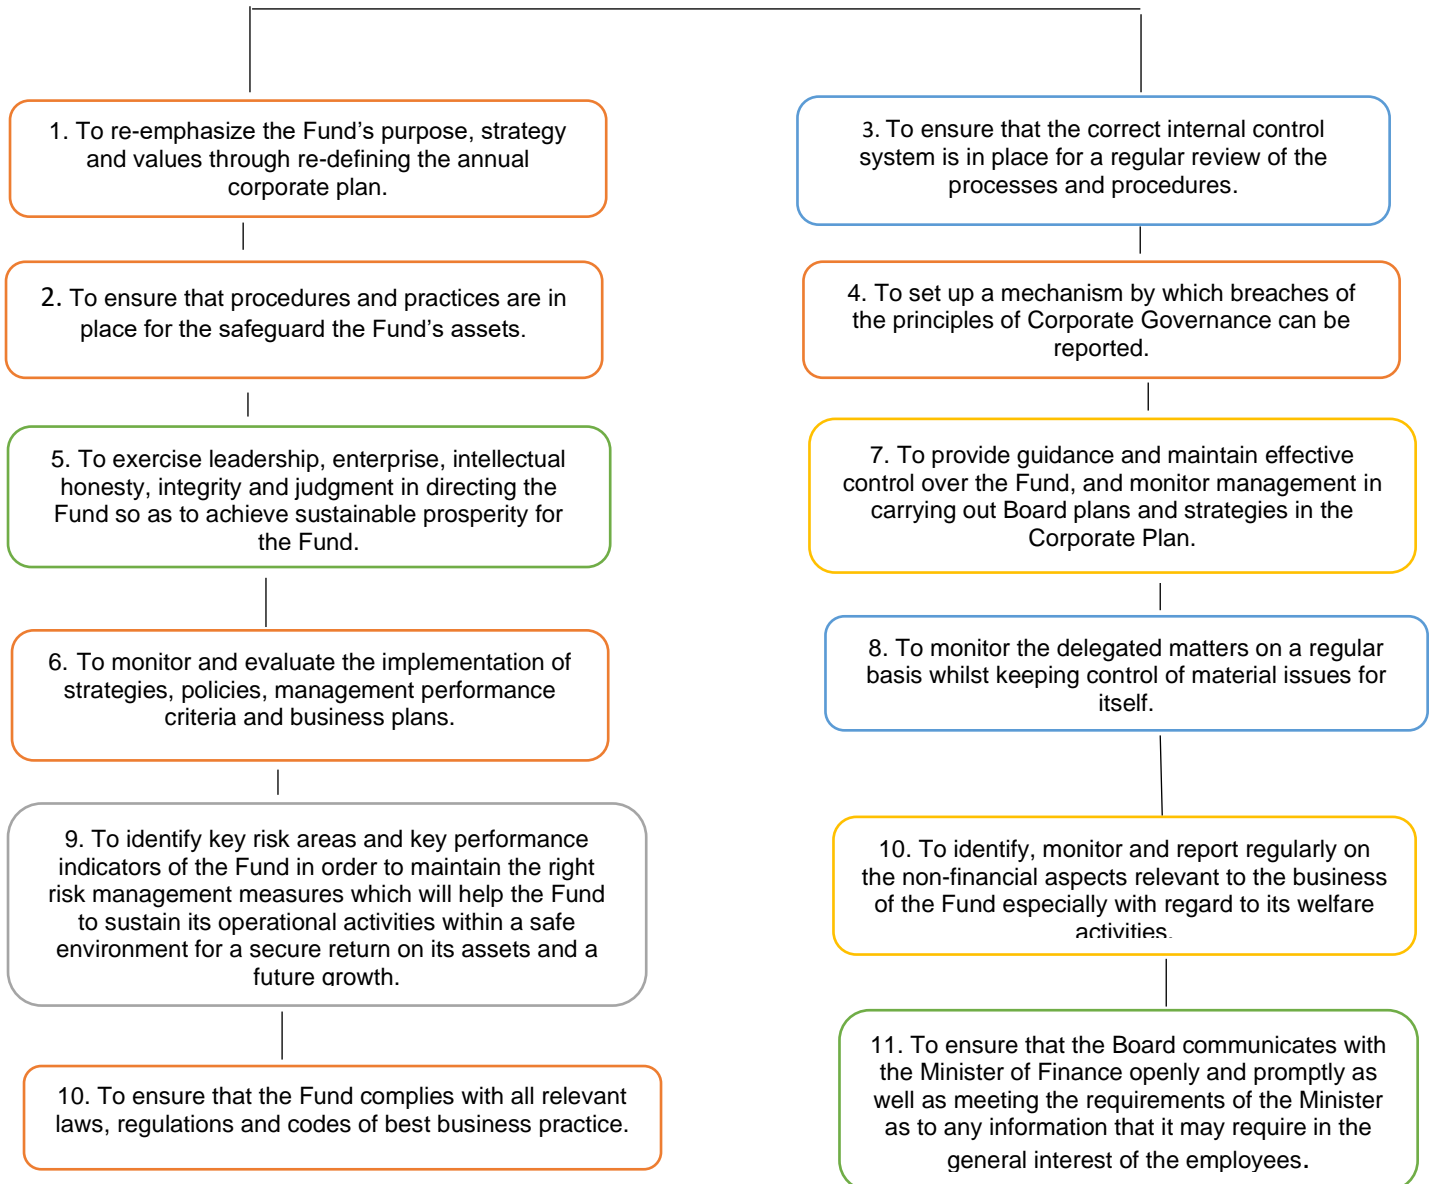 1. To re-emphasize the Fund's purpose, strategy
and values through re-defining the annual
corporate plan.
3. To ensure that the correct internal control
system is in place for a regular review of the
processes and procedures.
2. To ensure that procedures and practices are in
place for the safeguard the Fund's assets.
4. To set up a mechanism by which breaches of
the principles of Corporate Governance can be
reported.
5. To exercise leadership, enterprise, intellectual
honesty, integrity and judgment in directing the
Fund so as to achieve sustainable prosperity for
the Fund.
7. To provide guidance and maintain effective
control over the Fund, and monitor management in
carrying out Board plans and strategies in the
Corporate Plan.
6. To monitor and evaluate the implementation of
strategies, policies, management performance
criteria and business plans.
8. To monitor the delegated matters on a regular
basis whilst keeping control of material issues for
itself.
9. To identify key risk areas and key performance
indicators of the Fund in order to maintain the right
risk management measures which will help the Fund
to sustain its operational activities within a safe
environment for a secure return on its assets and a
future growth.
10. To identify, monitor and report regularly on
the non-financial aspects relevant to the business
of the Fund especially with regard to its welfare
activities.
10. To ensure that the Fund complies with all relevant
laws, regulations and codes of best business practice.
11. To ensure that the Board communicates with
the Minister of Finance openly and promptly as
well as meeting the requirements of the Minister
as to any information that it may require in the
general interest of the employees.